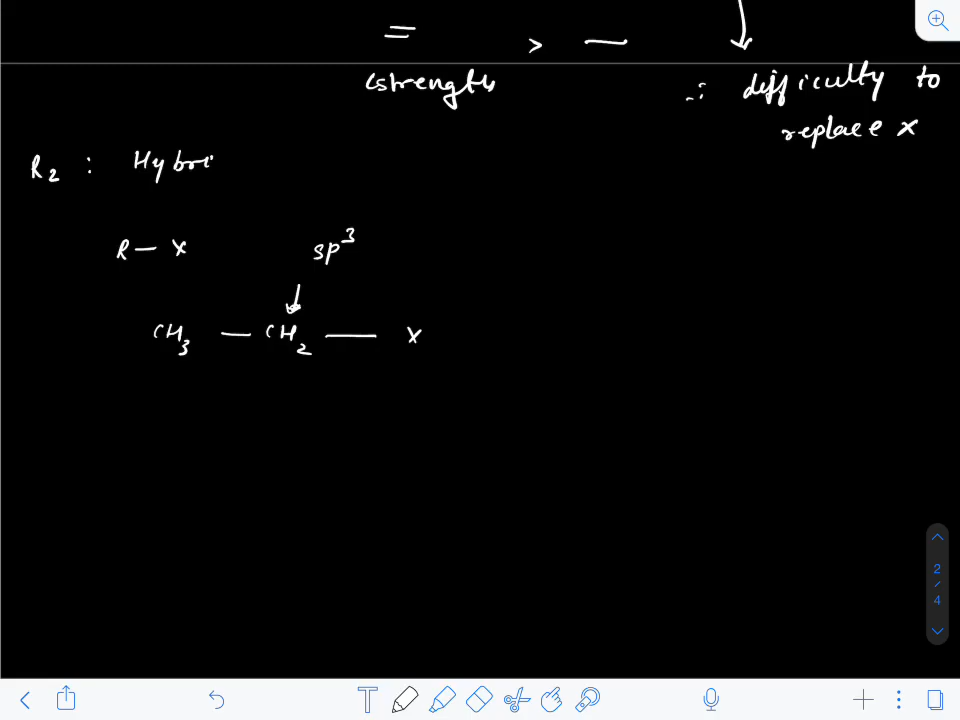 = > —
(strength)
∴ difficulty to
replace x
R2 : Hybri
R — X sp³
CH3 — CH2 — X
2
/
4